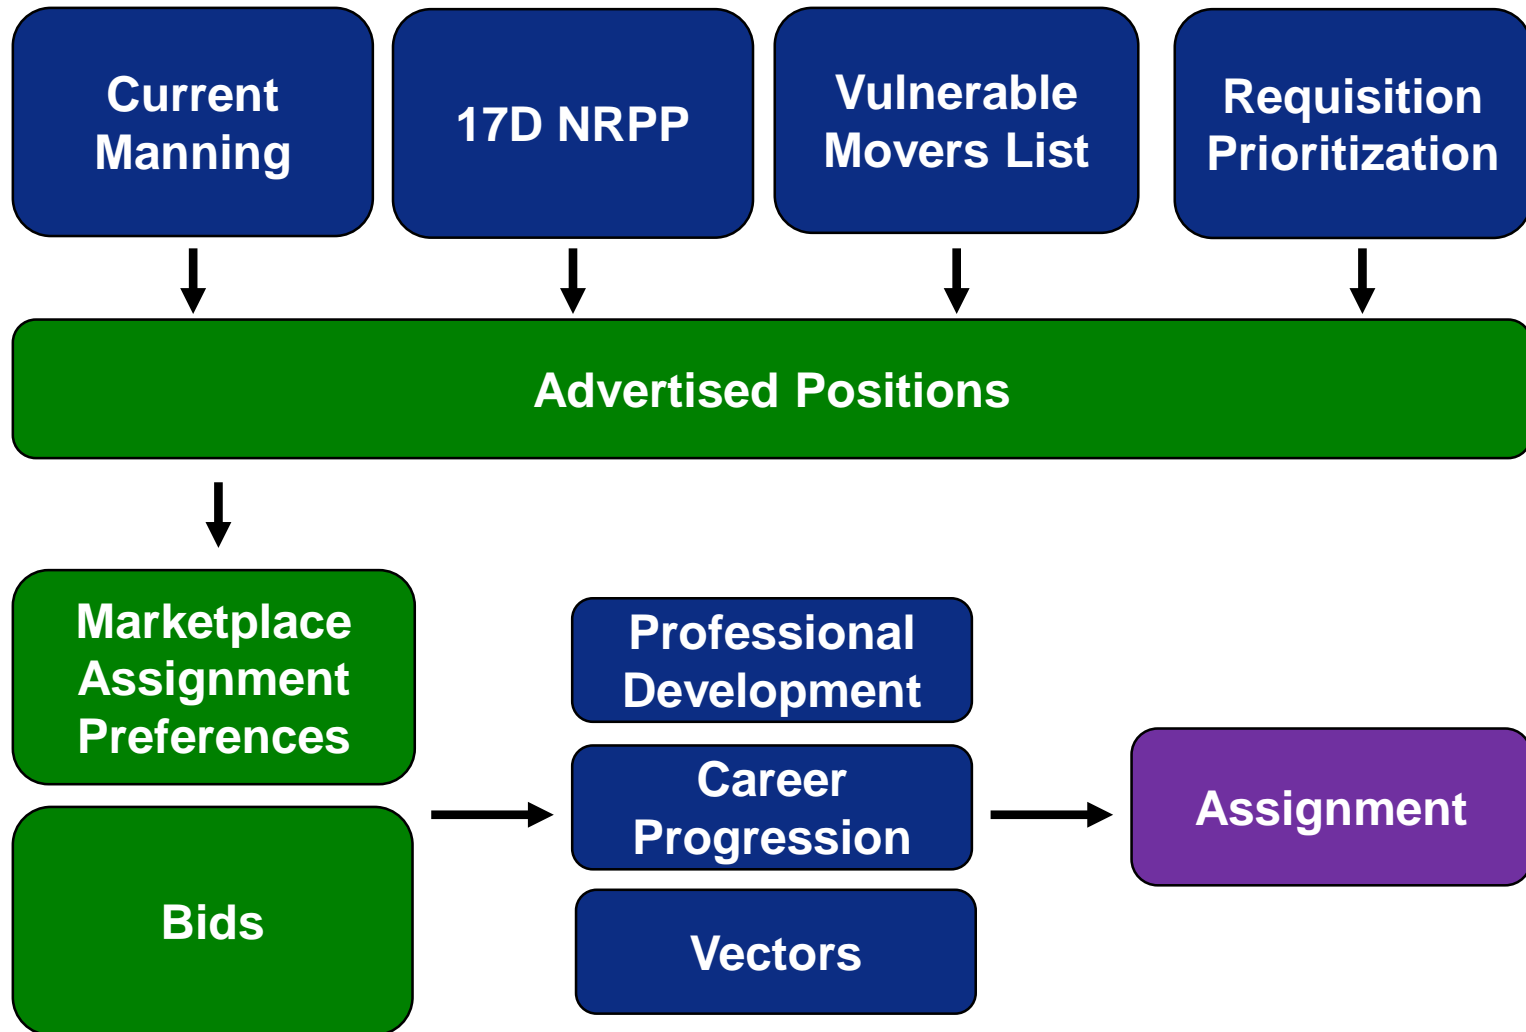 Current
Manning
17D NRPP
Vulnerable
Movers List
Requisition
Prioritization
Advertised Positions
Marketplace
Assignment
Preferences
Bids
Professional
Development
Career
Progression
Vectors
Assignment